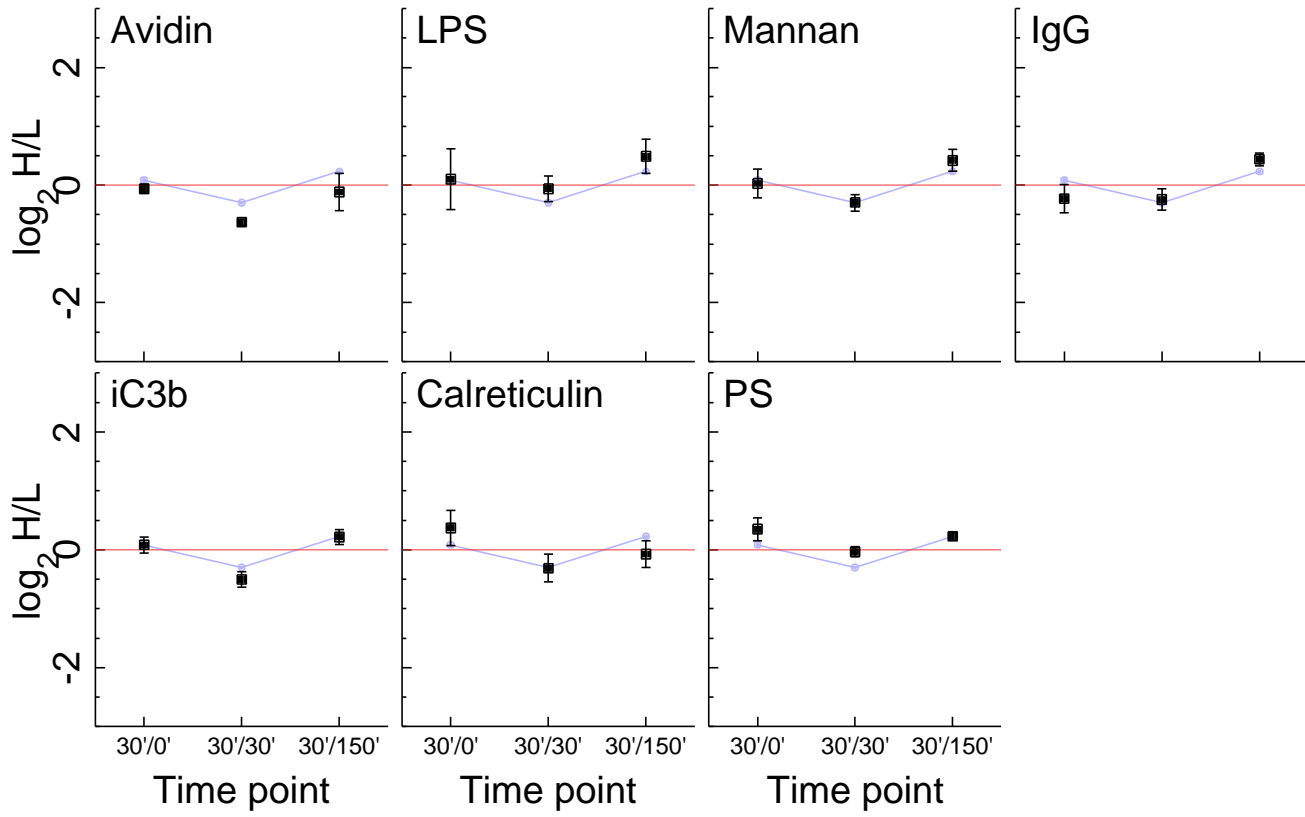 Avidin
LPS
Mannan
IgG
log2 H/L
2
0
-2
iC3b
Calreticulin
PS
log2 H/L
2
0
-2
30'/0' 30'/30' 30'/150'
30'/0' 30'/30' 30'/150'
30'/0' 30'/30' 30'/150'
Time point
Time point
Time point